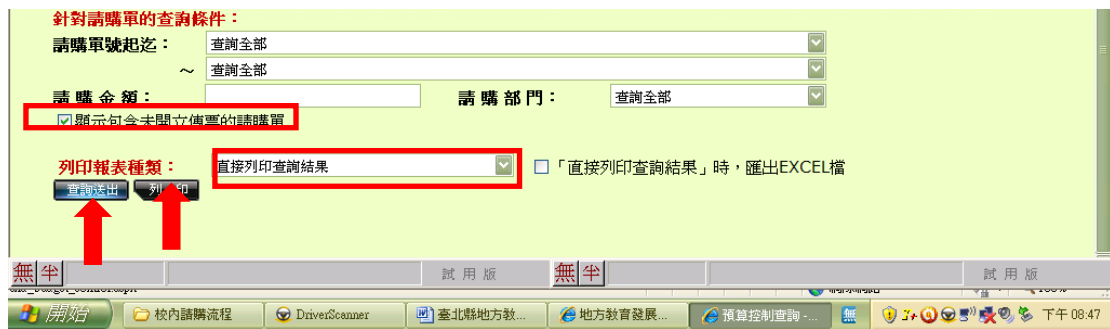 針對請購單的查詢條件：
請購單號起迄： 查詢全部
～ 查詢全部
請購金額： 請購部門： 查詢全部
顯示包含未開立傳票的請購單
列印報表種類： 直接列印查詢結果 「直接列印查詢結果」時，匯出EXCEL檔
查詢送出 列 印
無 半 試用版 無 半 試用版
開始 校內請購流程 DriverScanner 臺北縣地方教... 地方教育發展... 預算控制查詢 -... 無 下午 08:47